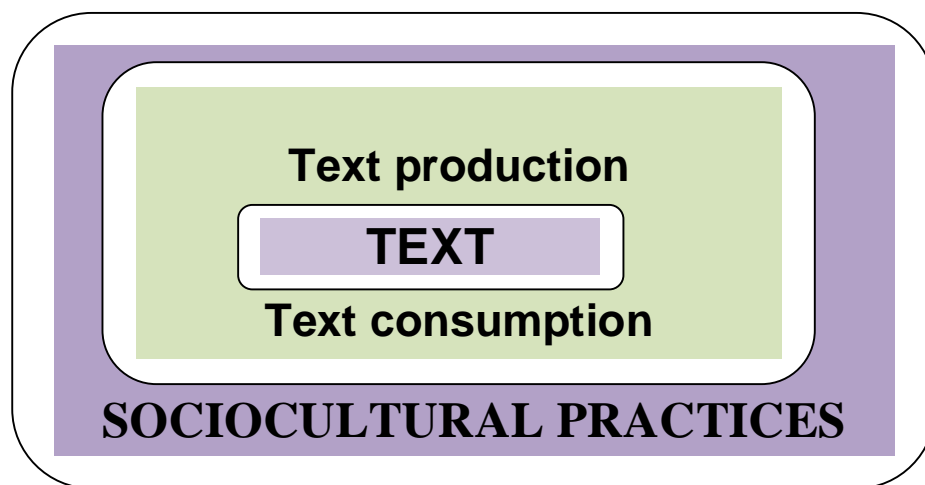 Text production
TEXT
Text consumption
SOCIOCULTURAL PRACTICES